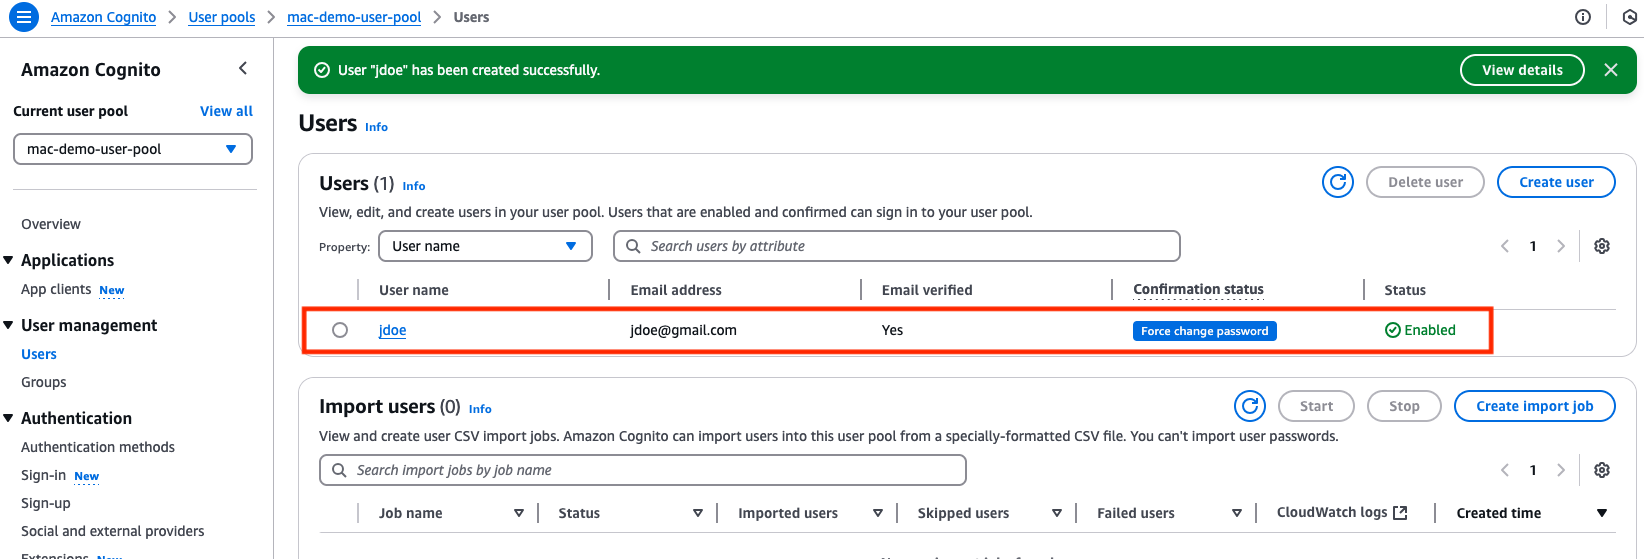 Amazon Cognito > User pools > mac-demo-user-pool > Users
Amazon Cognito
Current user pool View all
mac-demo-user-pool
Overview
Applications
App clients New
User management
Users
Groups
Authentication
Authentication methods
Sign-in New
Sign-up
Social and external providers
Extensions New
User "jdoe" has been created successfully. View details
Users Info
Users (1) Info Delete user Create user
View, edit, and create users in your user pool. Users that are enabled and confirmed can sign in to your user pool.
Property: User name Search users by attribute 1
User name Email address Email verified Confirmation status Status
jdoe jdoe@gmail.com Yes Force change password Enabled
Import users (0) Info Start Stop Create import job
View and create user CSV import jobs. Amazon Cognito can import users into this user pool from a specially-formatted CSV file. You can't import user passwords.
Search import jobs by job name 1
Job name Status Imported users Skipped users Failed users CloudWatch logs Created time